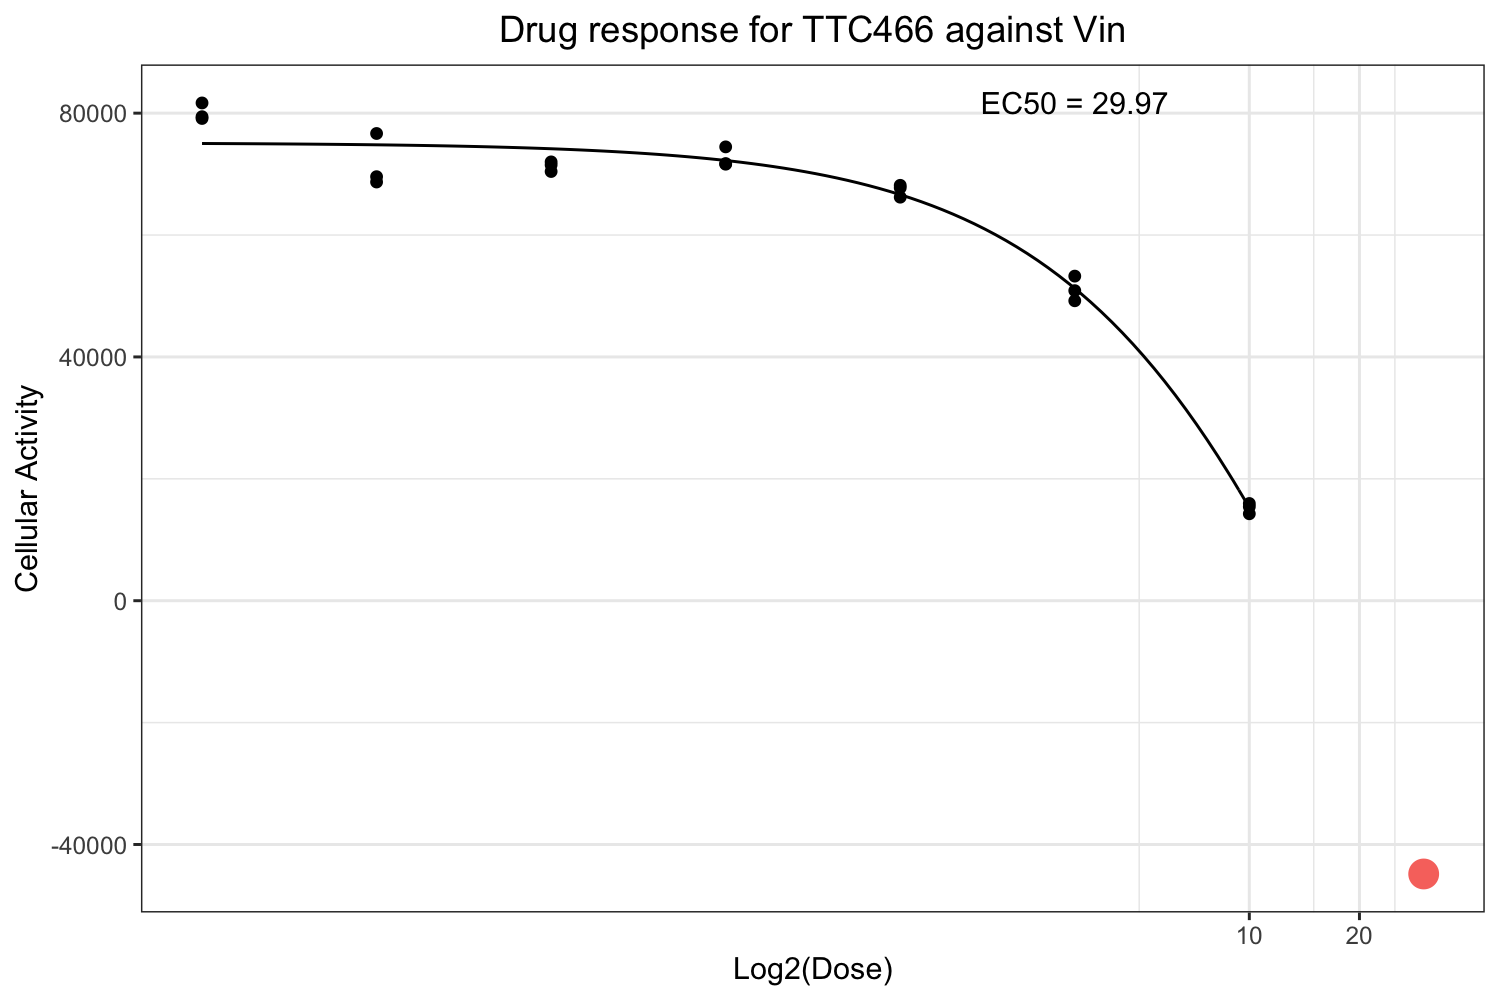 Drug response for TTC466 against Vin
EC50 = 29.97
80000
40000
0
-40000
Cellular Activity
10 20
Log2(Dose)